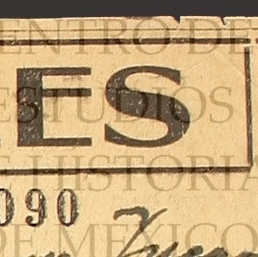 ENTRO DE
ES
ESTUDIOS
E HISTORIA
090
DE MEXICO